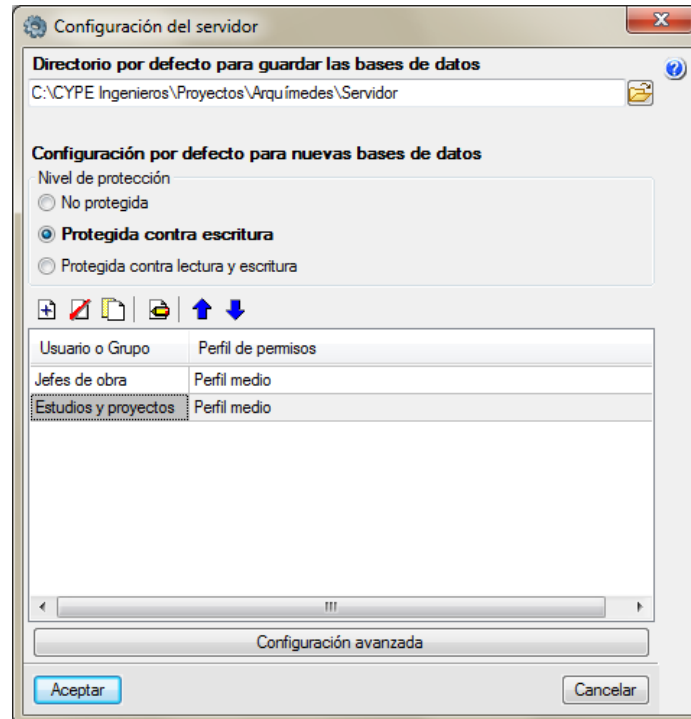 Configuración del servidor
Directorio por defecto para guardar las bases de datos
C:\CYPE Ingenieros\Proyectos\Arquímedes\Servidor
Configuración por defecto para nuevas bases de datos
Nivel de protección
No protegida
Protegida contra escritura
Protegida contra lectura y escritura
Usuario o Grupo Perfil de permisos
Jefes de obra Perfil medio
Estudios y proyectos Perfil medio
Configuración avanzada
Aceptar Cancelar